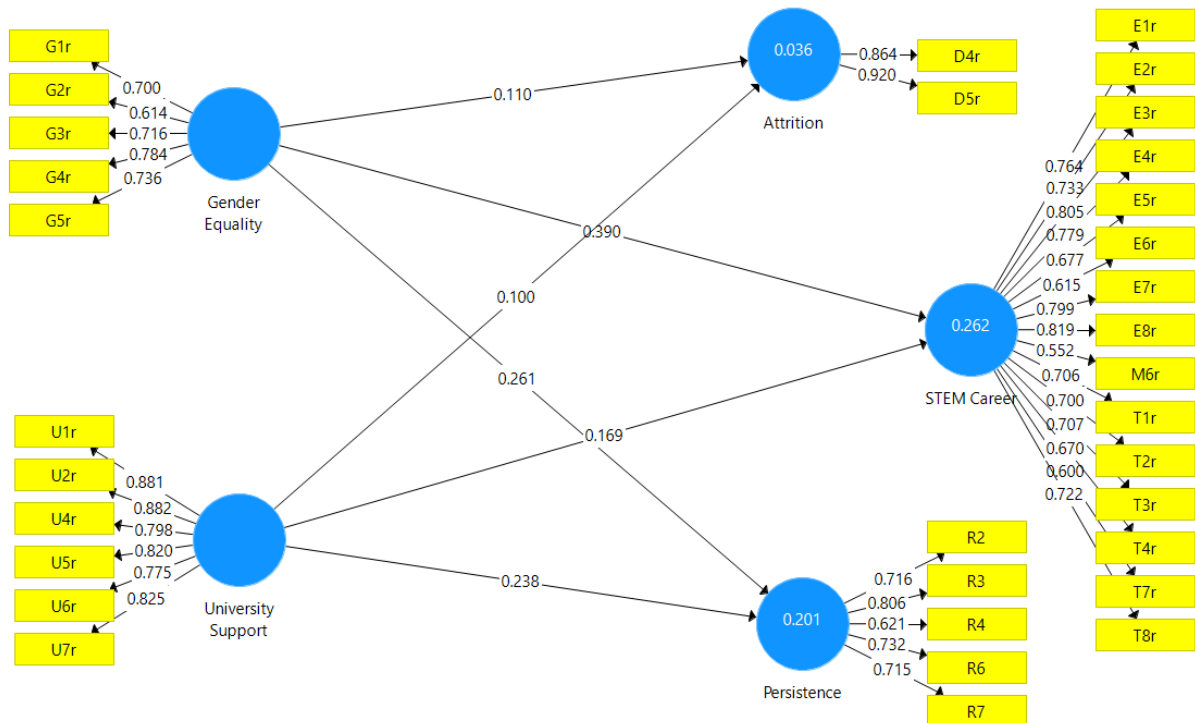 G1r
G2r
G3r
G4r
G5r
0.700
0.614
0.716
0.784
0.736
Gender
Equality
U1r
U2r
U4r
U5r
U6r
U7r
0.881
0.882
0.798
0.820
0.775
0.825
University
Support
0.110
0.390
0.100
0.261
0.169
0.238
0.036
Attrition
0.864
0.920
D4r
D5r
0.262
STEM Career
0.764
0.733
0.805
0.779
0.677
0.615
0.799
0.819
0.552
0.706
0.700
0.707
0.670
0.600
0.722
E1r
E2r
E3r
E4r
E5r
E6r
E7r
E8r
M6r
T1r
T2r
T3r
T4r
T7r
T8r
0.201
Persistence
0.716
0.806
0.621
0.732
0.715
R2
R3
R4
R6
R7